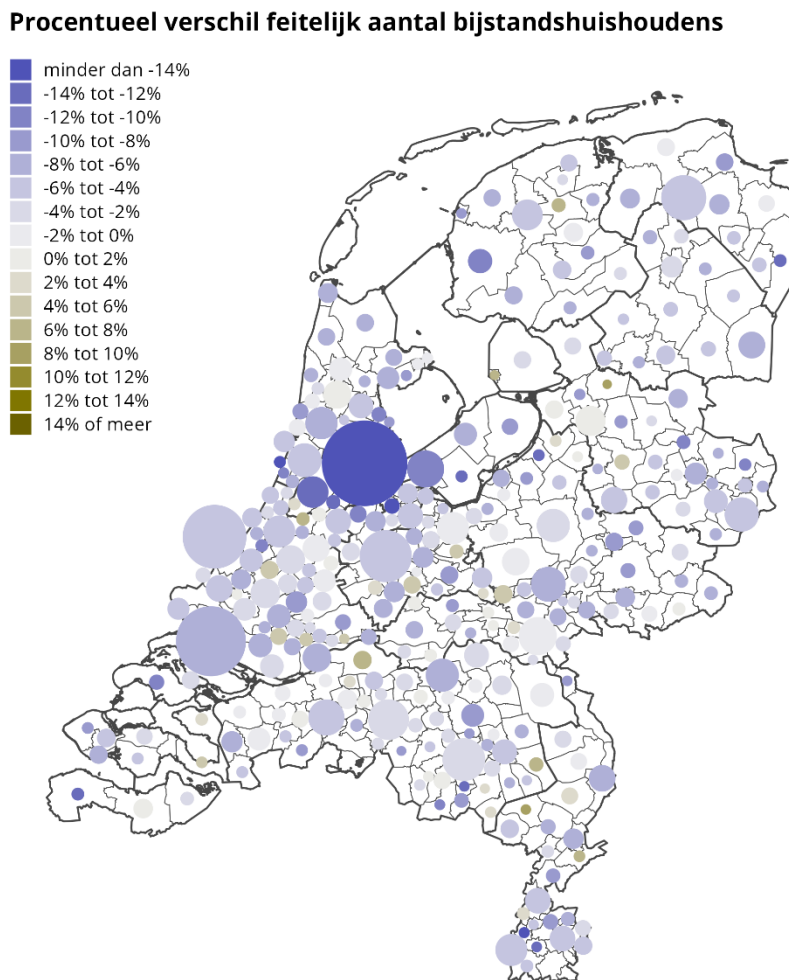 Procentueel verschil feitelijk aantal bijstandshuishoudens
minder dan -14%
-14% tot -12%
-12% tot -10%
-10% tot -8%
-8% tot -6%
-6% tot -4%
-4% tot -2%
-2% tot 0%
0% tot 2%
2% tot 4%
4% tot 6%
6% tot 8%
8% tot 10%
10% tot 12%
12% tot 14%
14% of meer